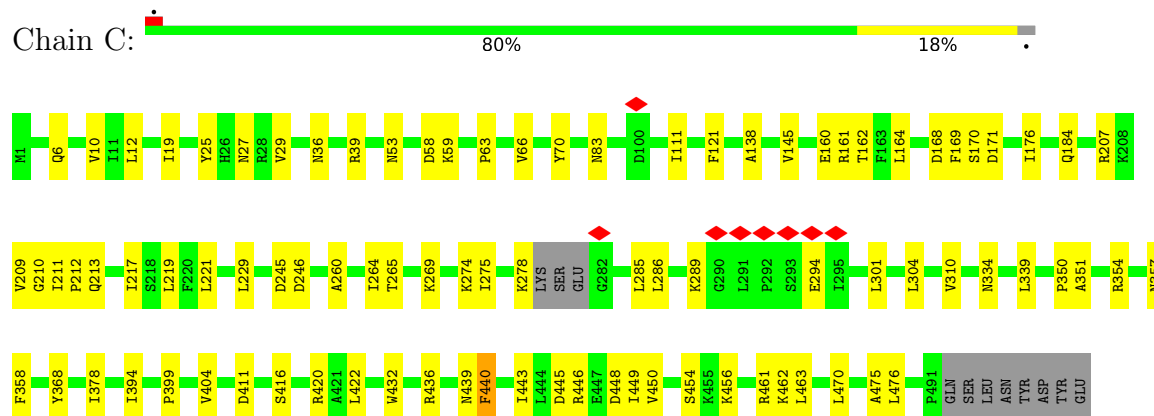 Chain C:
80% 18%
M1 Q6 V10 I11 L12 I19 Y25 H26 N27 R28 V29 N36 R39 N53 D58 K59 P63 V66 Y70 N83 D100 I111 F121 A138 V145 E160 R161 T162 F163 L164 D168 F169 S170 D171 I176 Q184 R207 K208
V209 G210 I211 P212 Q213 I217 S218 L219 F220 L221 L229 D245 D246 A260 I264 T265 K269 K274 I275 K278 LYS SER GLU G282 L285 L286 K289 G290 L291 P292 S293 E294 I295 L301 L304 V310 N334 L339 P350 A351 R354
F358 Y368 I378 I394 P399 V404 D411 S416 R420 A421 L422 W432 R436 N439 F440 I443 L444 D445 R446 E447 D448 I449 V450 S454 K455 K456 R461 K462 L463 L470 A475 L476 P491 GLN SER LEU ASN TYR ASP TYR GLU